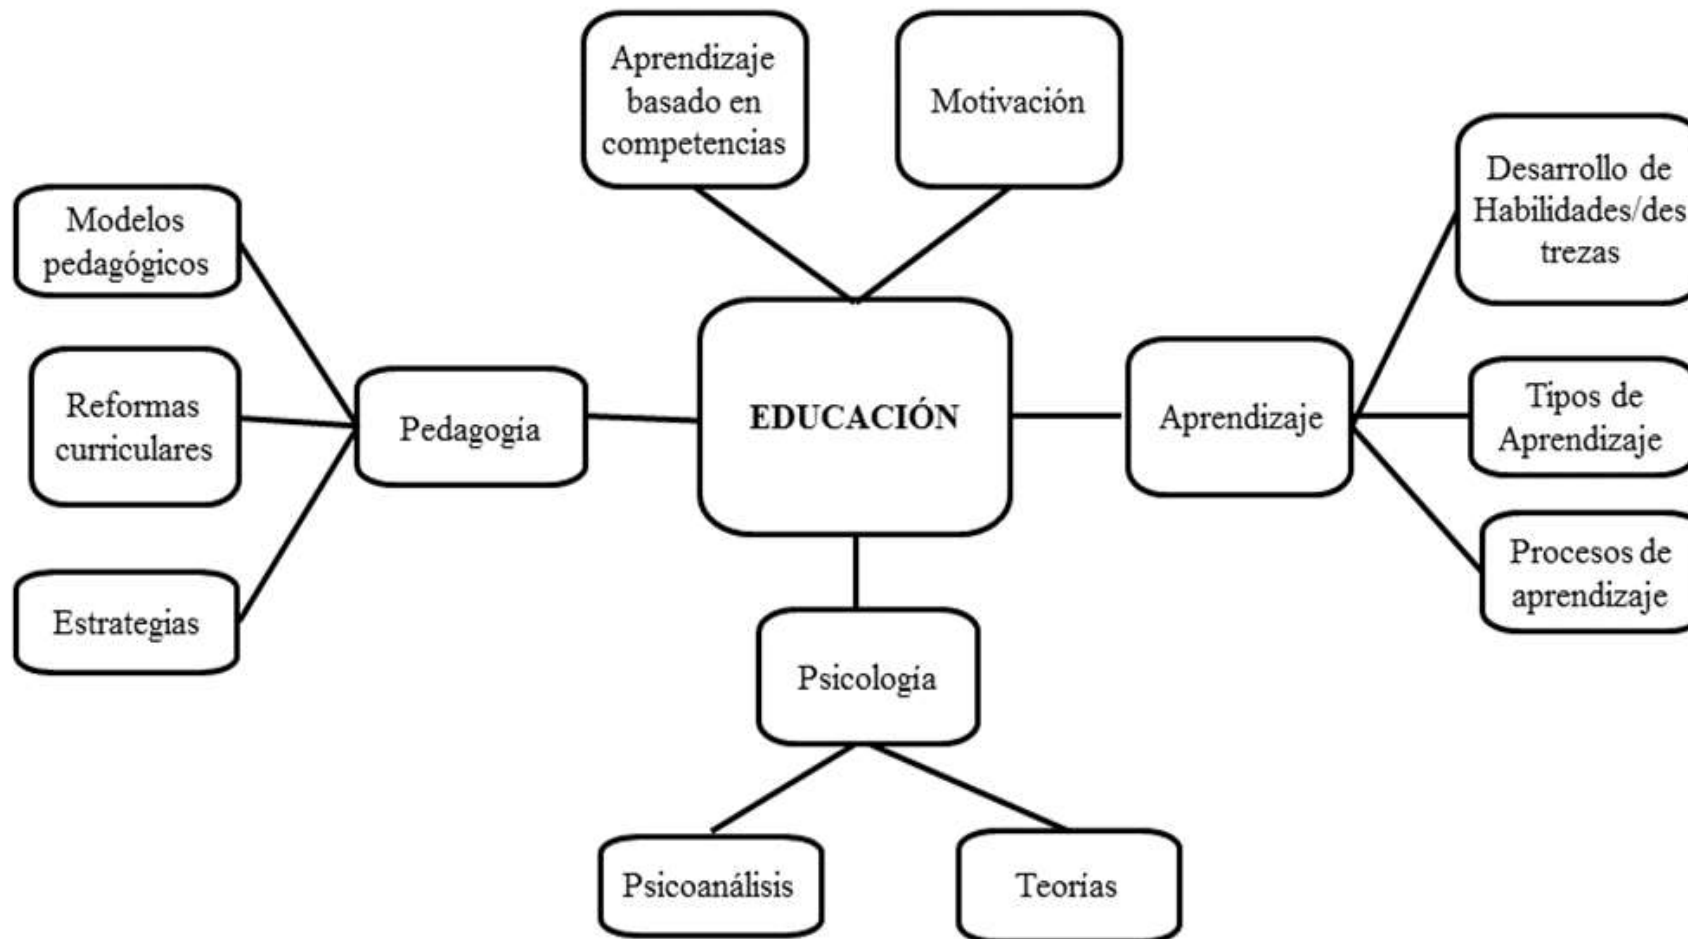 Aprendizaje
basado en
competencias
Motivación
Desarrollo de
Habilidades/des
trezas
Modelos
pedagógicos
Reformas
curriculares
Pedagogía
EDUCACIÓN
Aprendizaje
Tipos de
Aprendizaje
Procesos de
aprendizaje
Estrategias
Psicología
Psicoanálisis
Teorías